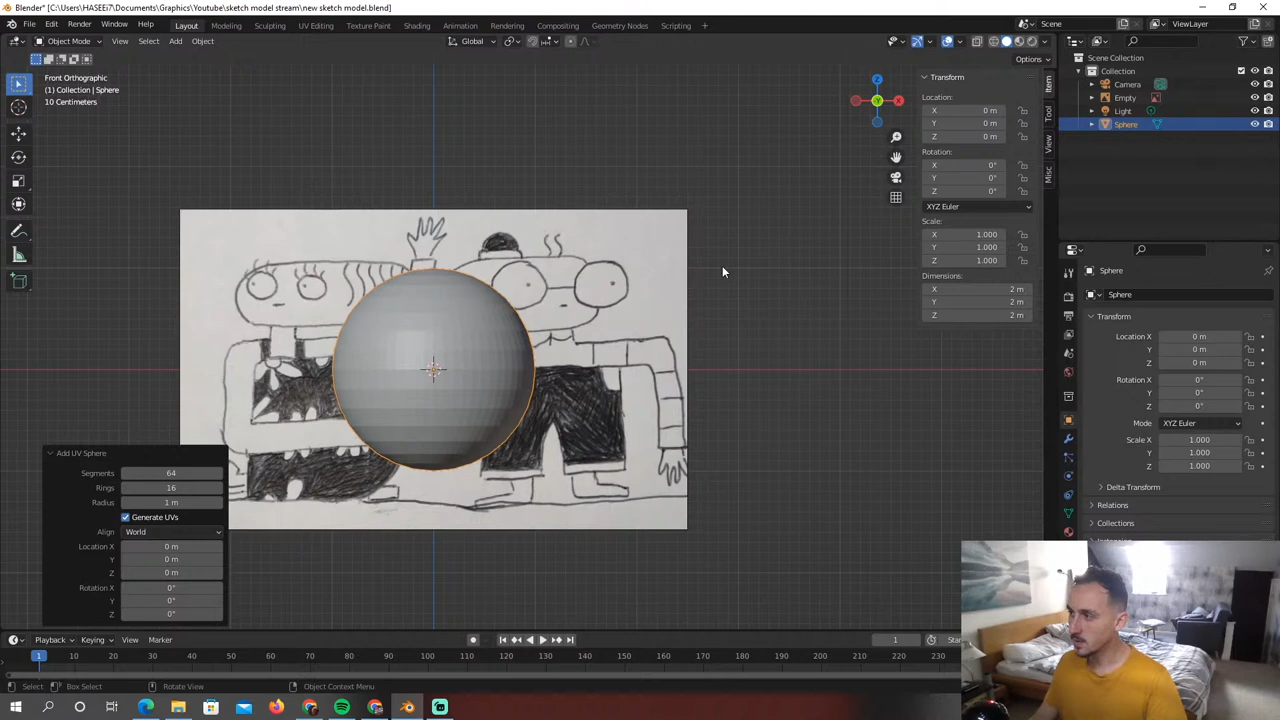 Blender* [C:\Users\HASEEi7\Documents\Graphics\Youtube\sketch model stream\new sketch model.blend]
File Edit Render Window Help Layout Modeling Sculpting UV Editing Texture Paint Shading Animation Rendering Compositing Geometry Nodes Scripting + Scene ViewLayer
Object Mode View Select Add Object Global
Options
Front Orthographic
(1) Collection | Sphere
10 Centimeters
Z
Y
X
Transform
Location:
X 0 m
Y 0 m
Z 0 m
Rotation:
X 0°
Y 0°
Z 0°
XYZ Euler
Scale:
X 1.000
Y 1.000
Z 1.000
Dimensions:
X 2 m
Y 2 m
Z 2 m
Item
Tool
View
Misc
Scene Collection
Collection
Camera
Empty
Light
Sphere
Sphere
Sphere
Transform
Location X 0 m
Y 0 m
Z 0 m
Rotation X 0°
Y 0°
Z 0°
Mode XYZ Euler
Scale X 1.000
Y 1.000
Z 1.000
Delta Transform
Relations
Collections
Add UV Sphere
Segments 64
Rings 16
Radius 1 m
Generate UVs
Align World
Location X 0 m
Y 0 m
Z 0 m
Rotation X 0°
Y 0°
Z 0°
Playback Keying View Marker 1
1 10 20 30 40 50 60 70 80 90 100 110 120 130 140 150 160 170 180 190 200 210 220 230
Select Box Select Rotate View Object Context Menu